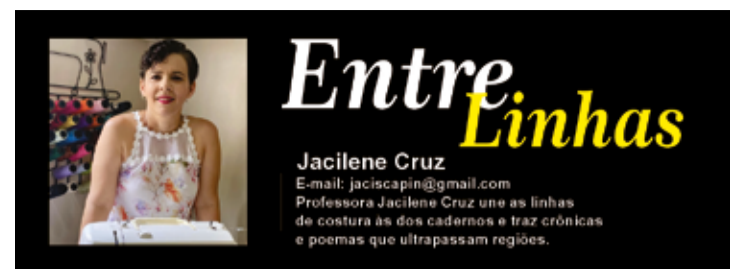 Entre
Linhas
Jacilene Cruz
E-mail: jaciscapin@gmail.com
Professora Jacilene Cruz une as linhas
de costura às dos cadernos e traz crônicas
e poemas que ultrapassam regiões.